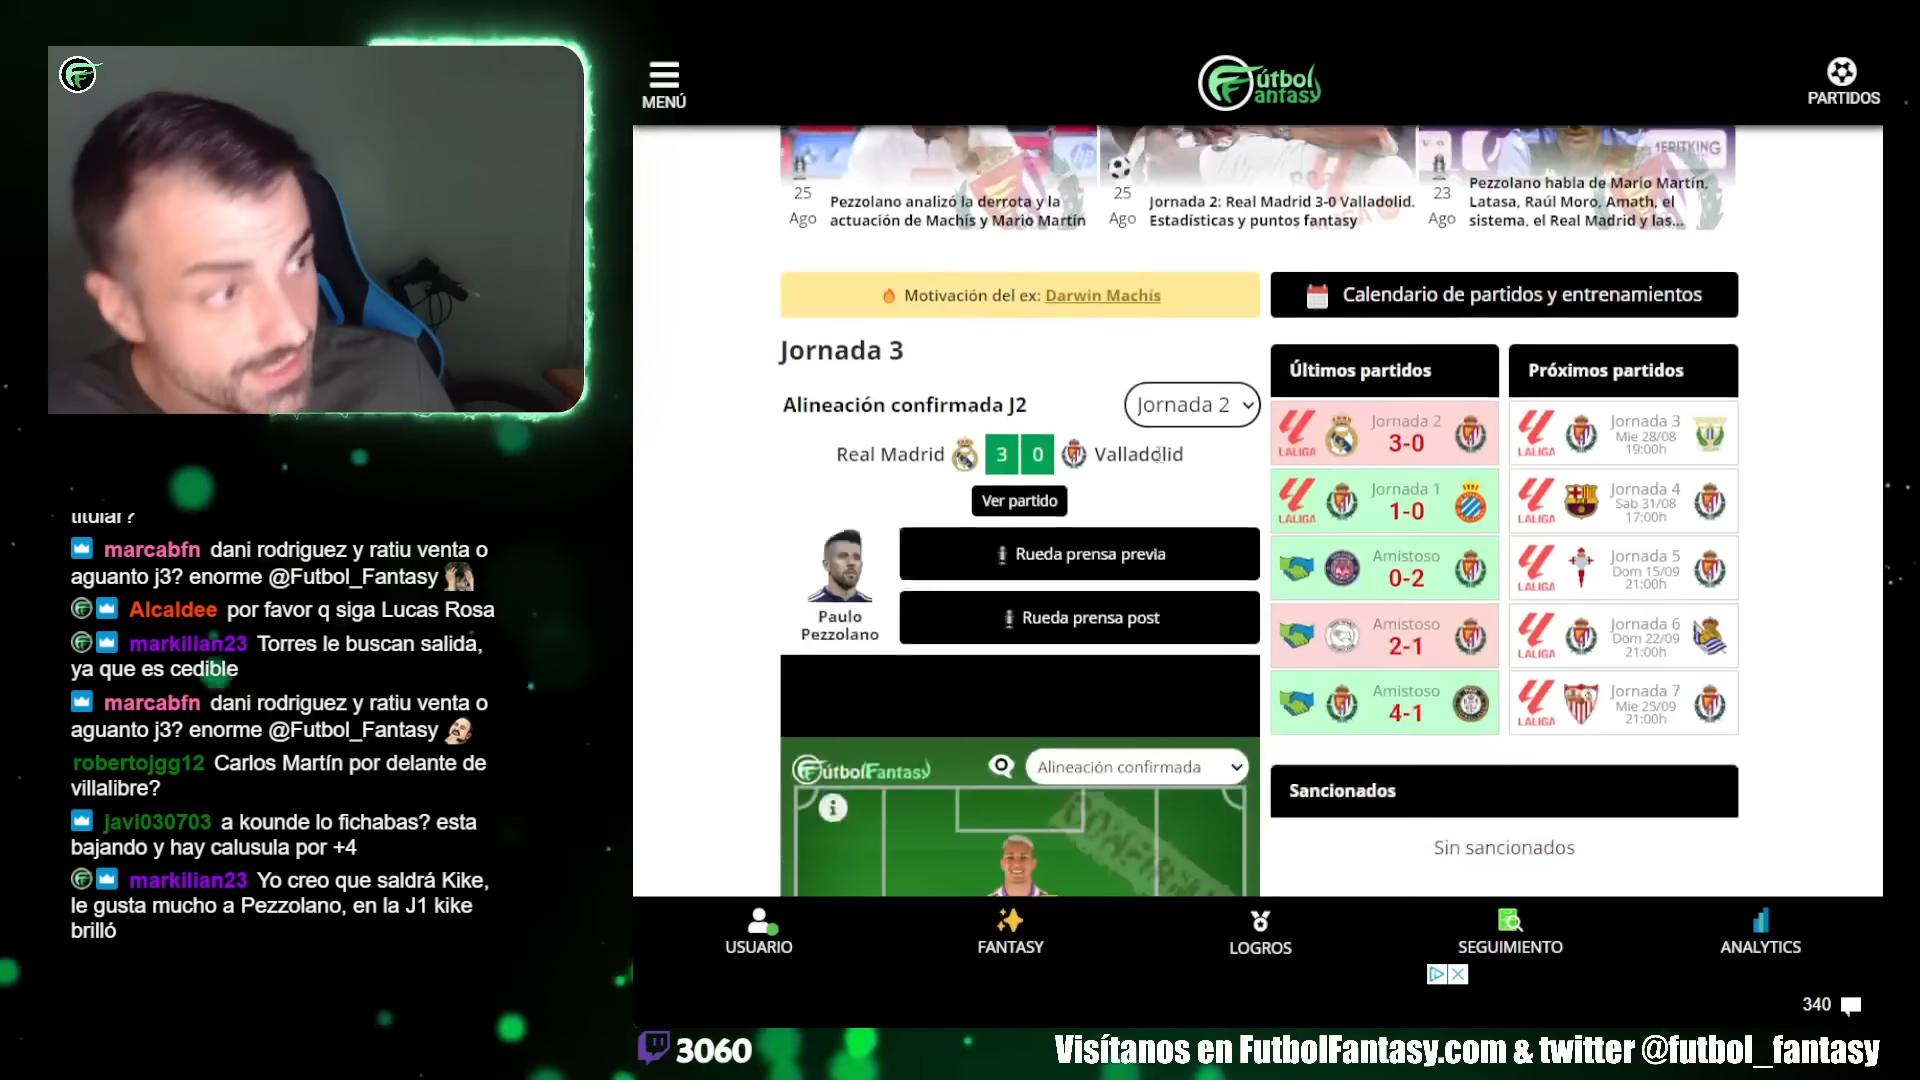 MENÚ
Fútbol
Fantasy
PARTIDOS
25
Ago
Pezzolano analizó la derrota y la
actuación de Machís y Mario Martín
25
Ago
Jornada 2: Real Madrid 3-0 Valladolid.
Estadísticas y puntos fantasy
23
Ago
Pezzolano habla de Mario Martín,
Latasa, Raúl Moro, Amath, el
sistema, el Real Madrid y las...
Motivación del ex: Darwin Machís
Calendario de partidos y entrenamientos
Jornada 3
Alineación confirmada J2
Jornada 2
Real Madrid 3 0 Valladolid
Ver partido
Paulo
Pezzolano
Rueda prensa previa
Rueda prensa post
FútbolFantasy
Alineación confirmada
Últimos partidos
LALIGA Jornada 2
3-0
LALIGA Jornada 1
1-0
Amistoso
0-2
Amistoso
2-1
Amistoso
4-1
Próximos partidos
LALIGA Jornada 3
Mie 28/08
19:00h
LALIGA Jornada 4
Sab 31/08
17:00h
LALIGA Jornada 5
Dom 15/09
21:00h
LALIGA Jornada 6
Dom 22/09
21:00h
LALIGA Jornada 7
Mie 25/09
21:00h
Sancionados
Sin sancionados
USUARIO
FANTASY
LOGROS
SEGUIMIENTO
ANALYTICS
340
titular?
marcabfn dani rodriguez y ratiu venta o
aguanto j3? enorme @Futbol_Fantasy
Alcaldee por favor q siga Lucas Rosa
markilian23 Torres le buscan salida,
ya que es cedible
marcabfn dani rodriguez y ratiu venta o
aguanto j3? enorme @Futbol_Fantasy
robertojgg12 Carlos Martín por delante de
villalibre?
javi030703 a kounde lo fichabas? esta
bajando y hay calusula por +4
markilian23 Yo creo que saldrá Kike,
le gusta mucho a Pezzolano, en la J1 kike
brilló
3060
Visítanos en FutbolFantasy.com & twitter @futbol_fantasy